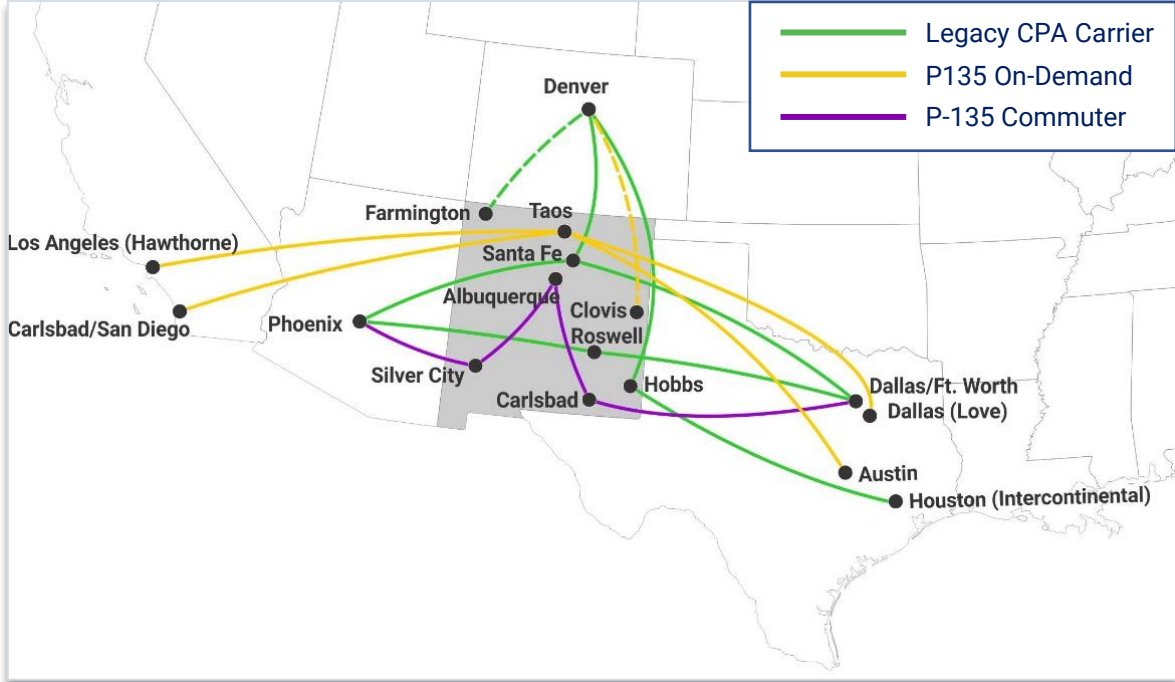 Legacy CPA Carrier
P135 On-Demand
P-135 Commuter
Denver
Farmington
Taos
Los Angeles (Hawthorne)
Santa Fe
Albuquerque
Clovis
Carlsbad/San Diego
Phoenix
Roswell
Silver City
Hobbs
Carlsbad
Dallas/Ft. Worth
Dallas (Love)
Austin
Houston (Intercontinental)